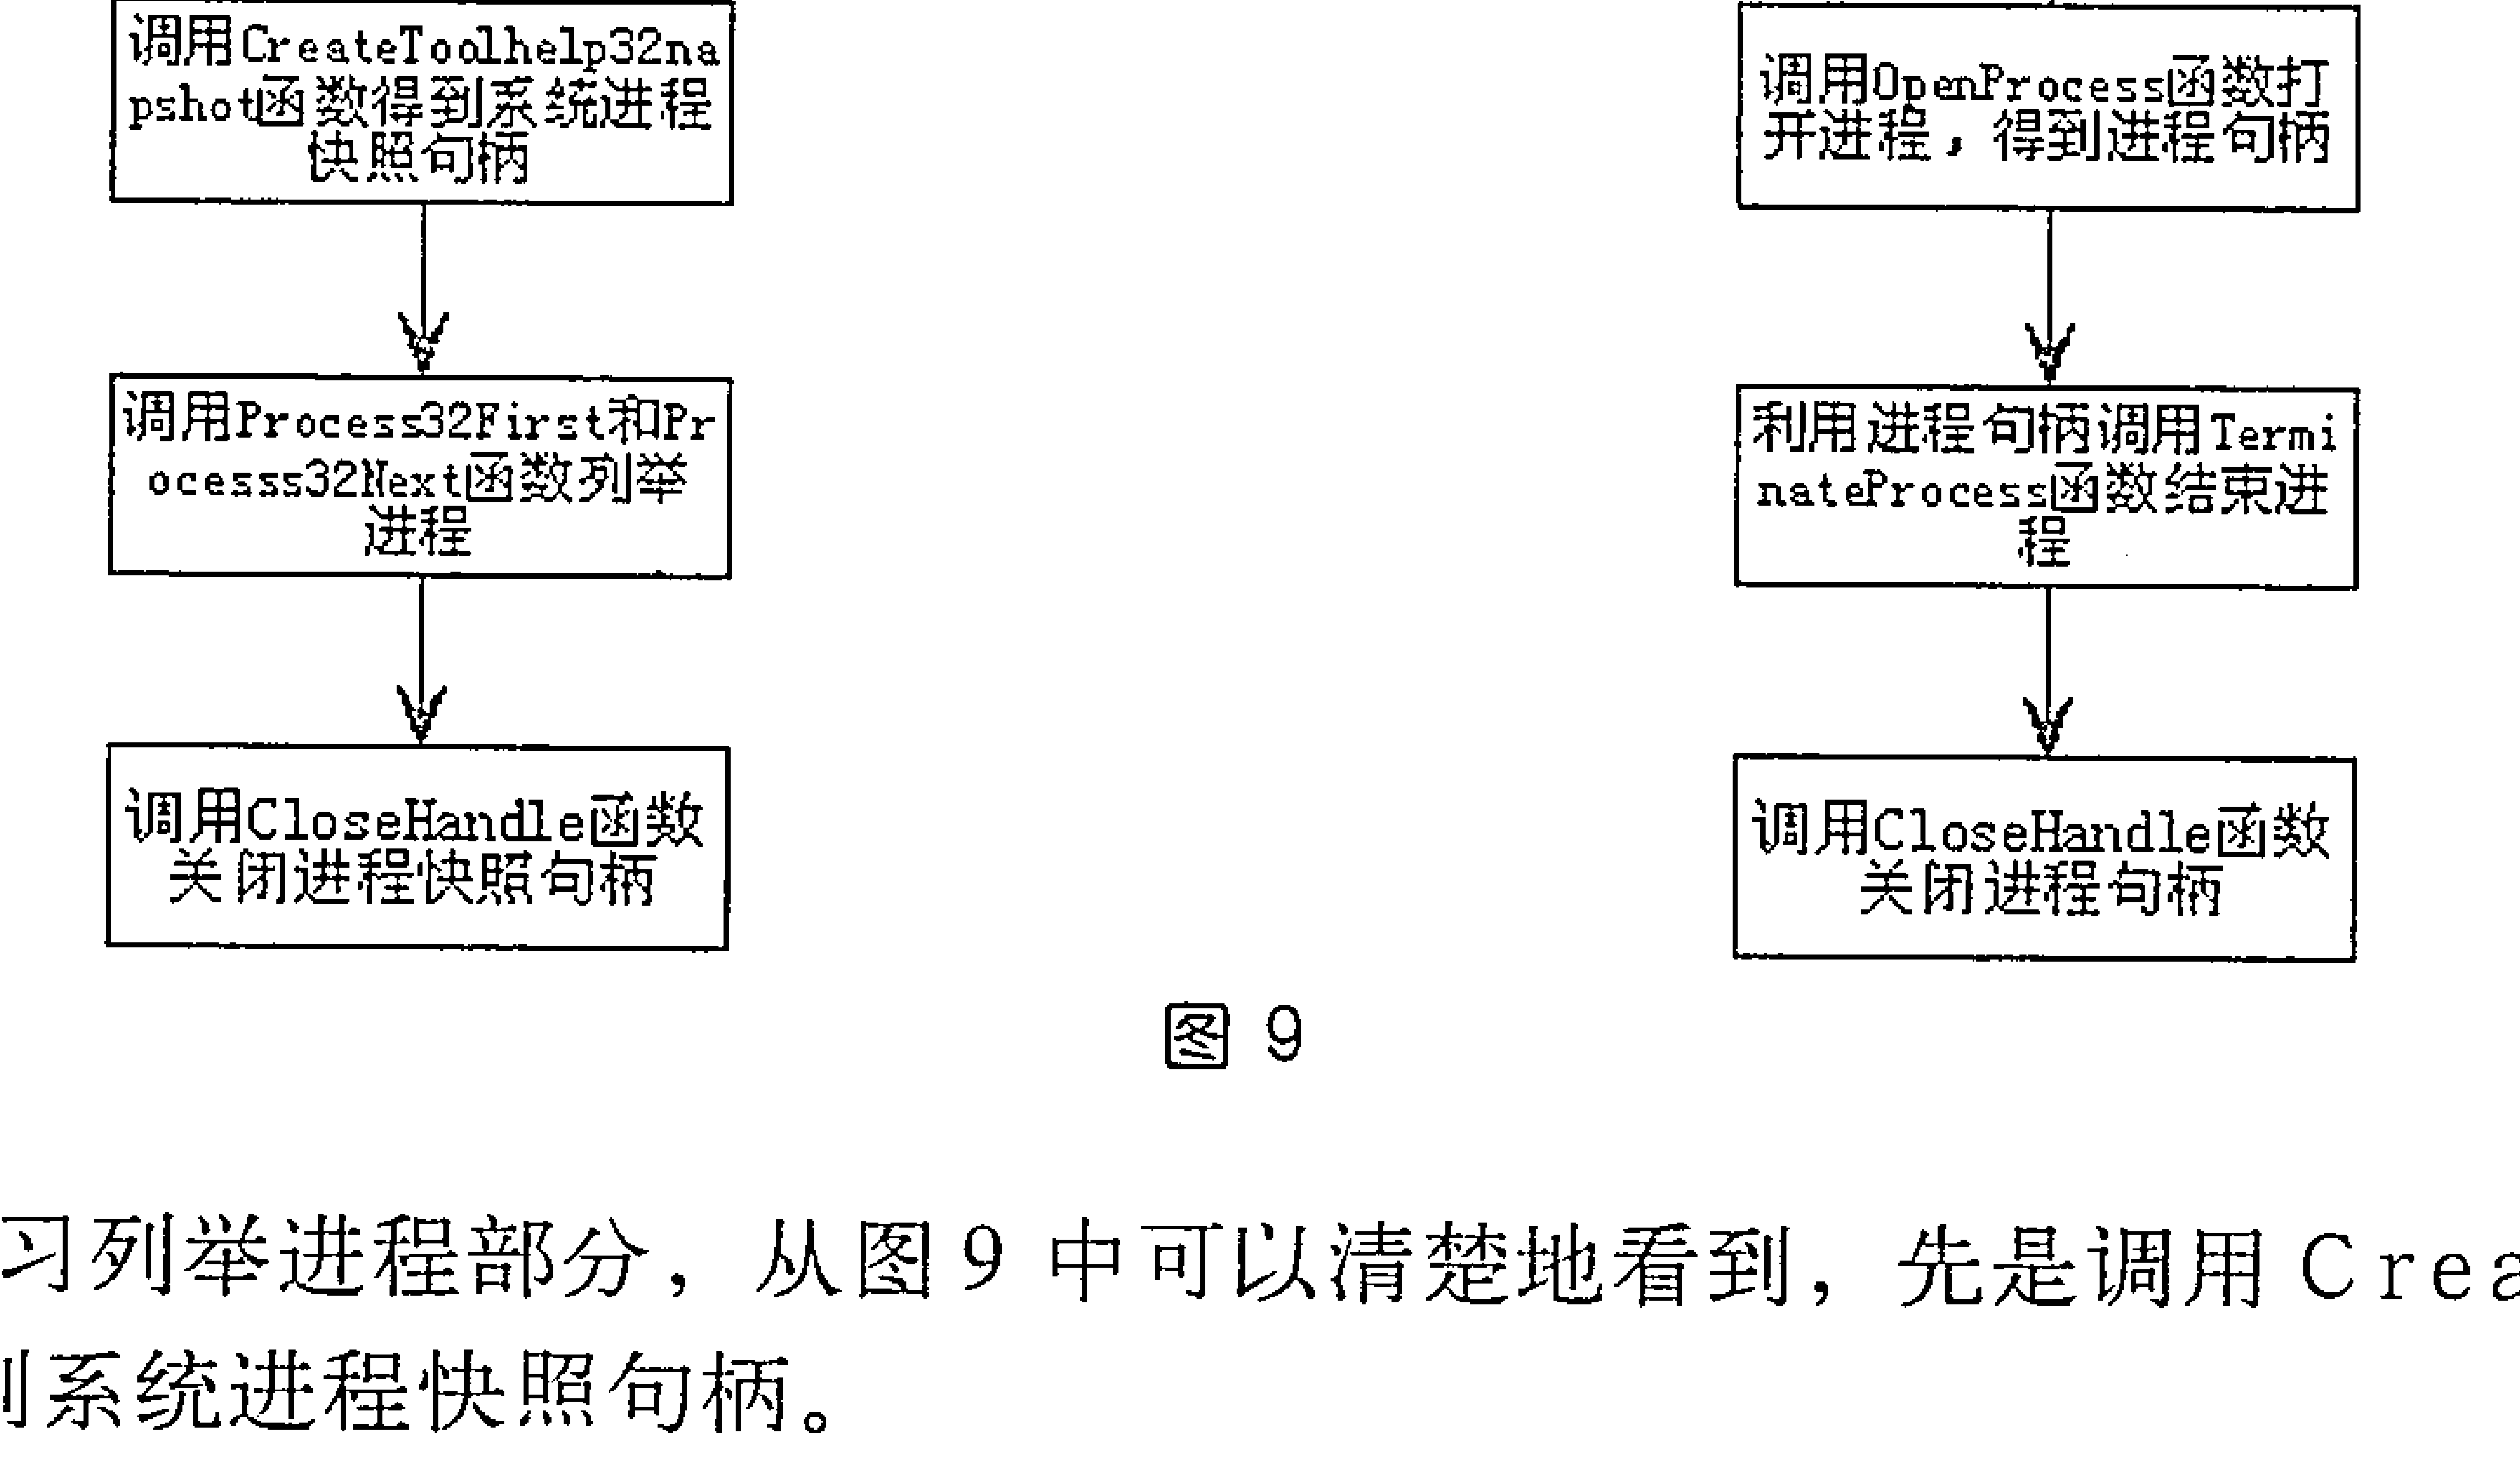 调用CreateToolhelp32na
pshot函数得到系统进程
快照句柄
调用Process32First和Pr
ocesss32Next函数列举
进程
调用CloseHandle函数
关闭进程快照句柄
调用OpenProcess函数打
开进程，得到进程句柄
利用进程句柄调用Termi
nateProcess函数结束进
程
调用CloseHandle函数
关闭进程句柄
图 9
习列举进程部分，从图 9 中可以清楚地看到，先是调用 Crea
系统进程快照句柄。